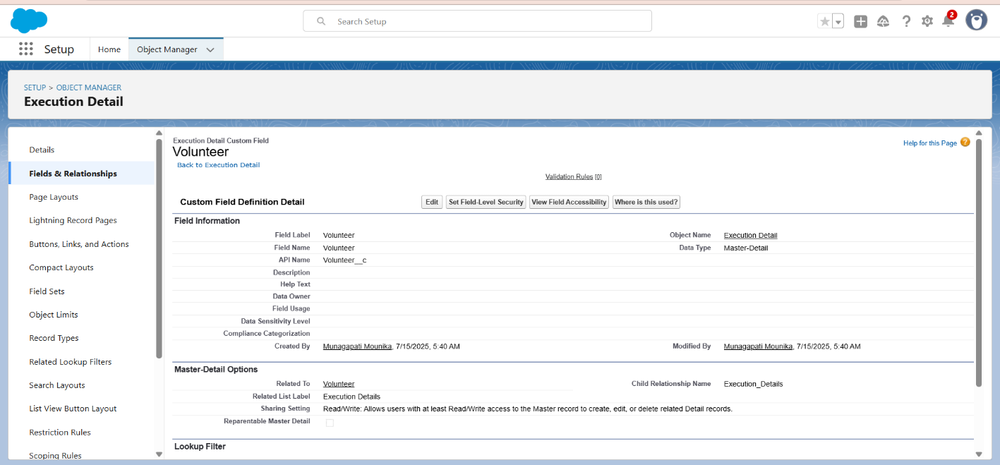 Search Setup
2
Setup
Home
Object Manager
SETUP > OBJECT MANAGER
Execution Detail
Details
Fields & Relationships
Page Layouts
Lightning Record Pages
Buttons, Links, and Actions
Compact Layouts
Field Sets
Object Limits
Record Types
Related Lookup Filters
Search Layouts
List View Button Layout
Restriction Rules
Scoping Rules
Execution Detail Custom Field
Volunteer
Back to Execution Detail
Help for this Page ?
Validation Rules [0]
Custom Field Definition Detail
Edit
Set Field-Level Security
View Field Accessibility
Where is this used?
Field Information
Field Label Volunteer Object Name Execution Detail
Field Name Volunteer Data Type Master-Detail
API Name Volunteer__c
Description
Help Text
Data Owner
Field Usage
Data Sensitivity Level
Compliance Categorization
Created By Munagapati Mounika, 7/15/2025, 5:40 AM Modified By Munagapati Mounika, 7/15/2025, 5:40 AM
Master-Detail Options
Related To Volunteer Child Relationship Name Execution_Details
Related List Label Execution Details
Sharing Setting Read/Write: Allows users with at least Read/Write access to the Master record to create, edit, or delete related Detail records.
Reparentable Master Detail
Lookup Filter